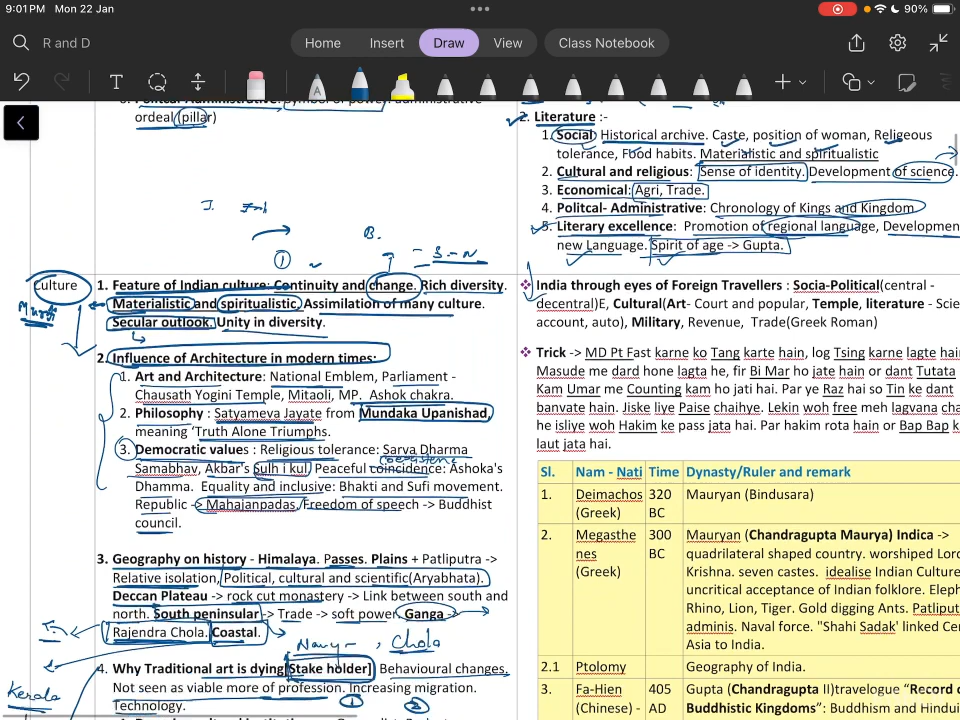 9:01 PM Mon 22 Jan
90%
R and D
Home Insert Draw View Class Notebook
Politcal Administrative: Symbol of power. administrative
ordeal (pillar)
I.
B.
① S-N
Culture
1. Feature of Indian culture: Continuity and change. Rich diversity.
Materialistic and spiritualistic. Assimilation of many culture.
Secular outlook. Unity in diversity.
2. Influence of Architecture in modern times:
1. Art and Architecture: National Emblem, Parliament -
Chausath Yogini Temple, Mitaoli, MP. Ashok chakra.
2. Philosophy : Satyameva Jayate from Mundaka Upanishad,
meaning 'Truth Alone Triumphs.
3. Democratic values : Religious tolerance: Sarva Dharma
Samabhav, Akbar's Sulh i kul, Peaceful coincidence: Ashoka's
Dhamma. Equality and inclusive: Bhakti and Sufi movement.
Republic -> Mahajanpadas, Freedom of speech -> Buddhist
council.
3. Geography on history - Himalaya. Passes. Plains + Patliputra ->
Relative isolation, Political, cultural and scientific(Aryabhata).
Deccan Plateau -> rock cut monastery -> Link between south and
north. South peninsular -> Trade -> soft power. Ganga ->
Rajendra Chola. Coastal.
Navy- , Chola
4. Why Traditional art is dying[Stake holder] Behavioural changes.
Not seen as viable more of profession. Increasing migration.
Kerala
Technology. ① ②
2. Literature :-
1. Social: Historical archive. Caste, position of woman, Religeous
tolerance, Food habits. Materialistic and spiritualistic
2. Cultural and religious: Sense of identity. Development of science.
3. Economical: Agri, Trade.
4. Politcal- Administrative: Chronology of Kings and Kingdom
5. Literary excellence: Promotion of regional language, Developmen
new Language. Spirit of age -> Gupta.
India through eyes of Foreign Travellers : Socia-Political(central -
decentral)E, Cultural(Art- Court and popular, Temple, literature - Scie
account, auto), Military, Revenue, Trade(Greek Roman)
Trick -> MD Pt Fast karne ko Tang karte hain, log Tsing karne lagte hai
Masude me dard hone lagta he, fir Bi Mar ho jate hain or dant Tutata
Kam Umar me Counting kam ho jati hai. Par ye Raz hai so Tin ke dant
banvate hain. Jiske liye Paise chaihye. Lekin woh free meh lagvana cha
he isliye woh Hakim ke pass jata hai. Par hakim rota hain or Bap Bap k
laut jata hai.
Sl. Nam - Nati Time Dynasty/Ruler and remark
1. Deimachos (Greek) 320 BC Mauryan (Bindusara)
2. Megasthe nes (Greek) 300 BC Mauryan (Chandragupta Maurya) Indica ->
quadrilateral shaped country. worshiped Lord
Krishna. seven castes. idealise Indian Culture
uncritical acceptance of Indian folklore. Eleph
Rhino, Lion, Tiger. Gold digging Ants. Patliput
adminis. Naval force. "Shahi Sadak' linked Cen
Asia to India.
2.1 Ptolomy Geography of India.
3. Fa-Hien (Chinese) - 405 AD Gupta (Chandragupta II)travelogue "Record o
Buddhistic Kingdoms": Buddhism and Hindui